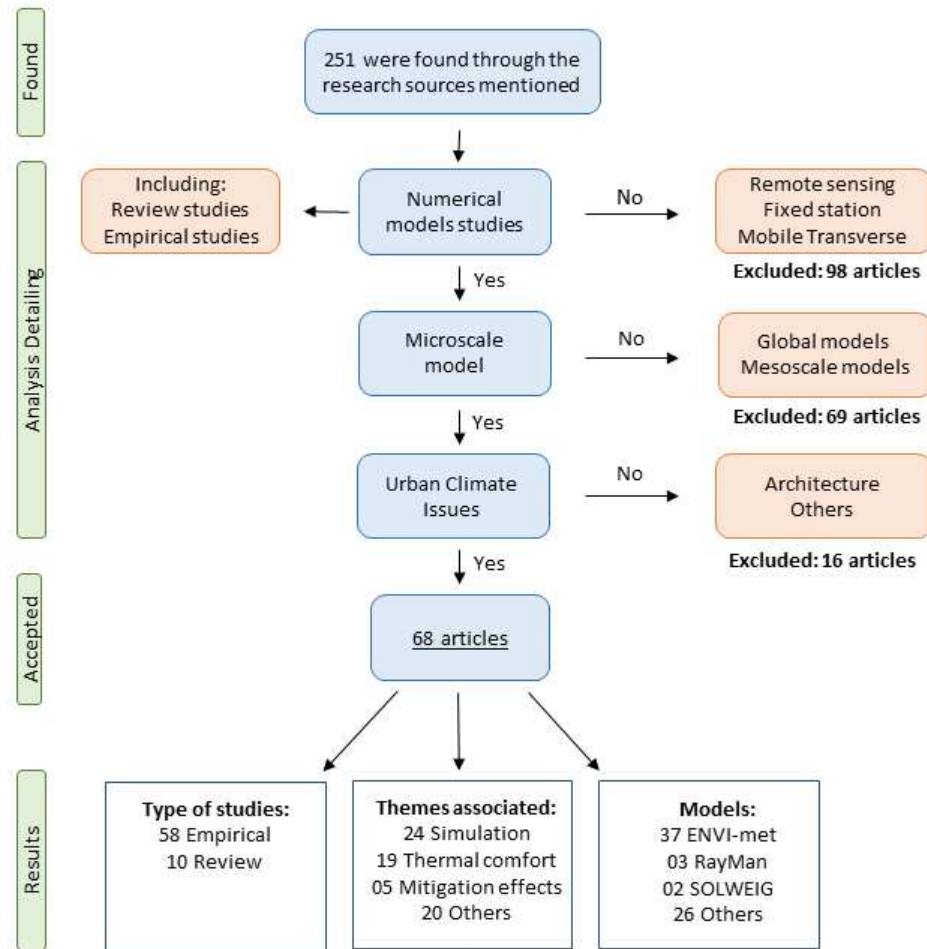 Found
251 were found through the
research sources mentioned
Analysis Detailing
Including:
Review studies
Empirical studies
Numerical
models studies
No
Remote sensing
Fixed station
Mobile Transverse
Excluded: 98 articles
Yes
Microscale
model
No
Global models
Mesoscale models
Excluded: 69 articles
Yes
Urban Climate
Issues
No
Architecture
Others
Excluded: 16 articles
Yes
Accepted
68 articles
Results
Type of studies:
58 Empirical
10 Review
Themes associated:
24 Simulation
19 Thermal comfort
05 Mitigation effects
20 Others
Models:
37 ENVI-met
03 RayMan
02 SOLWEIG
26 Others